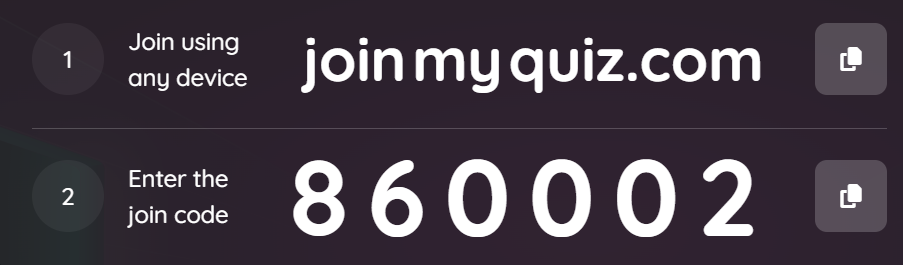 1
Join using
any device
joinmyquiz.com
2
Enter the
join code
860002